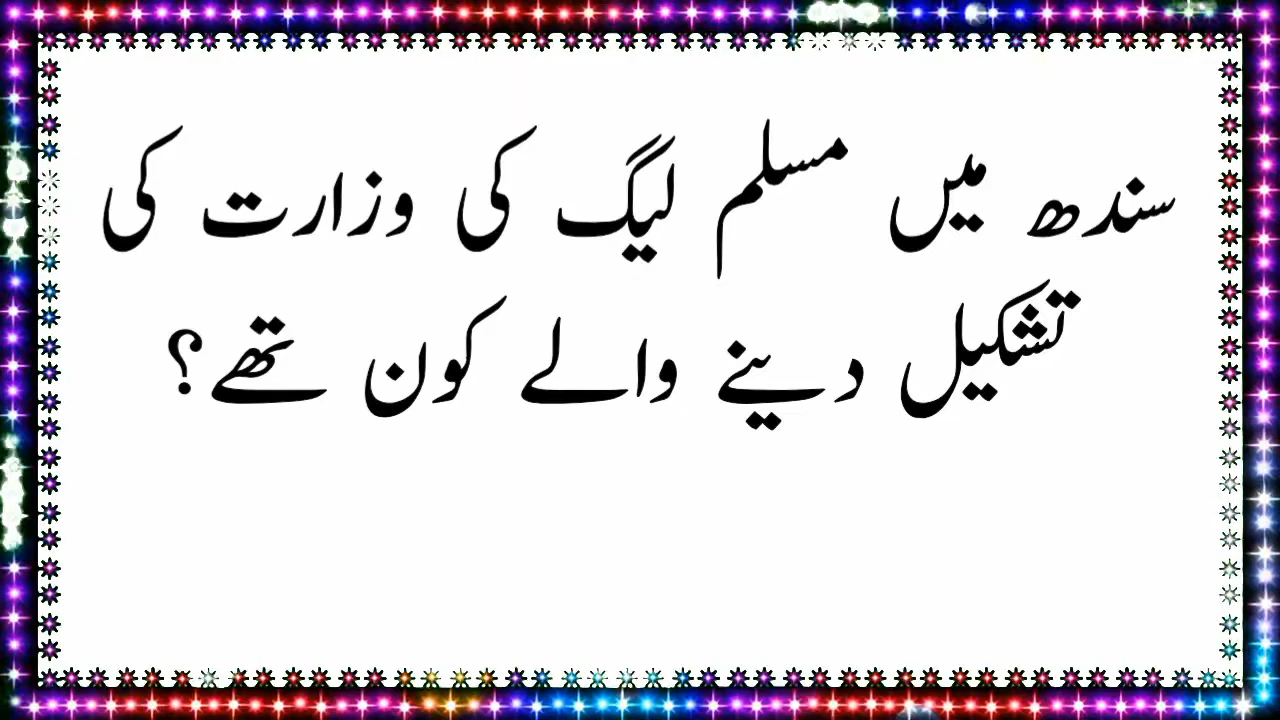 سندھ میں مسلم لیگ کی وزارت کی
تشکیل دینے والے کون تھے؟